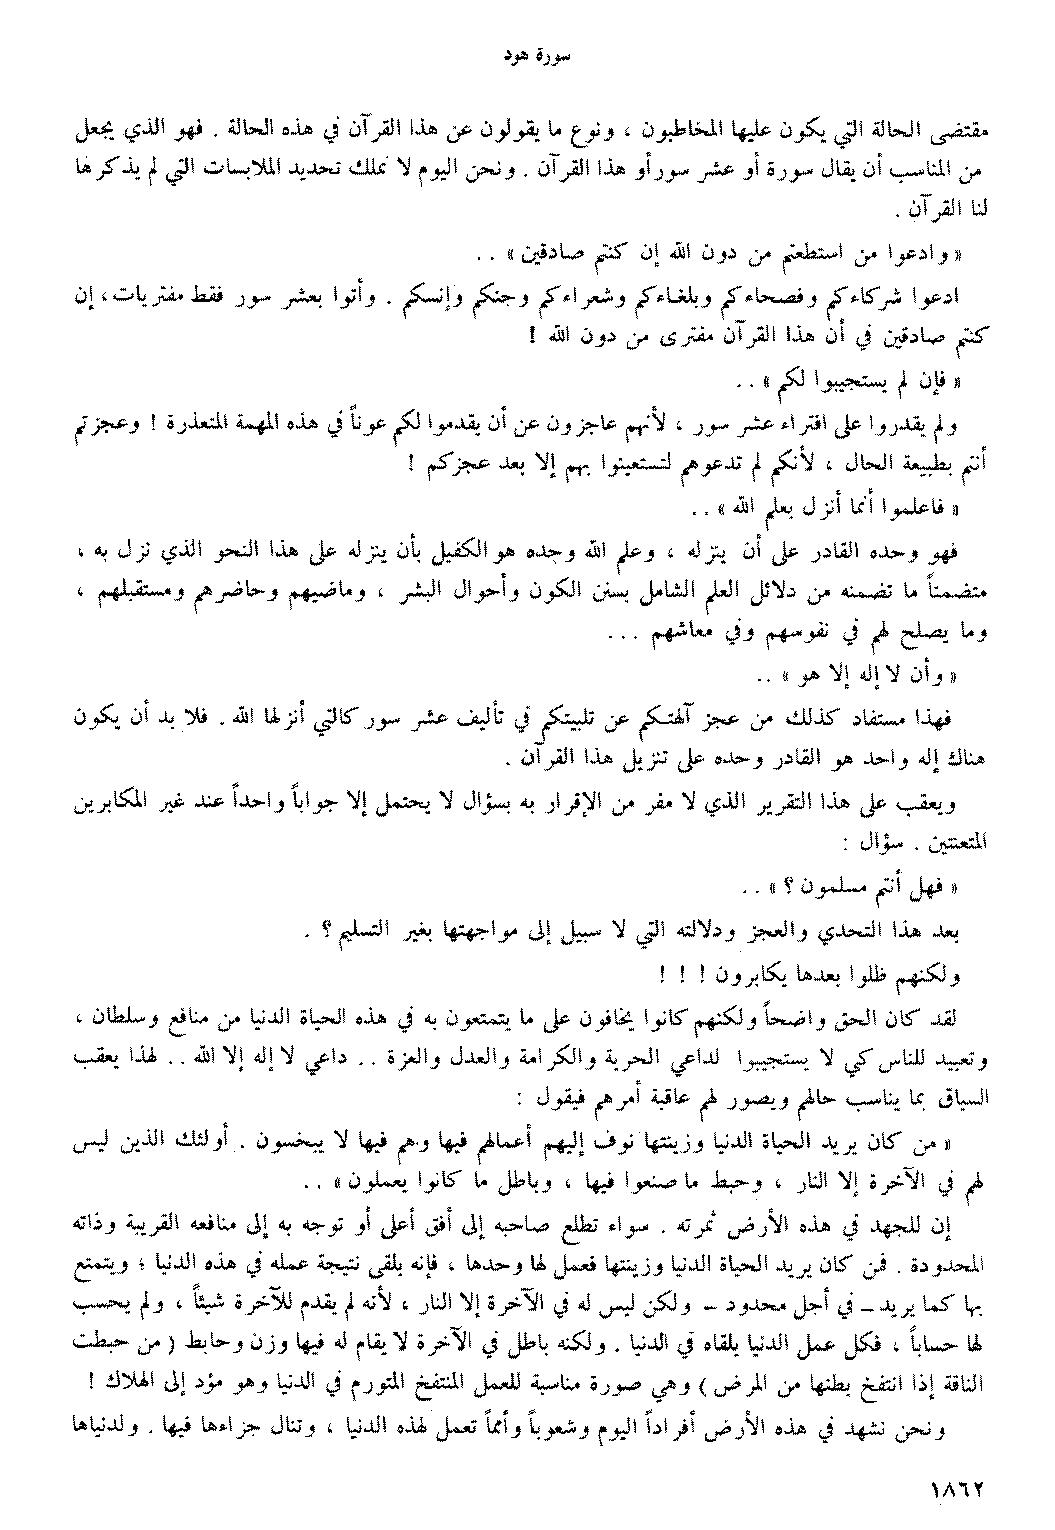 سورة هود
مقتضى الحالة التي يكون عليها المخاطبون ، ونوع ما يقولون عن هذا القرآن في هذه الحالة . فهو الذي يجعل
من المناسب أن يقال سورة أو عشر سور أو هذا القرآن . ونحن اليوم لا نملك تحديد الملابسات التي لم يذكرها
لنا القرآن .
« وادعوا من استطعتم من دون الله إن كنتم صادقين » . .
ادعوا شركاءكم وفصحاءكم وبلغاءكم وشعراءكم وجنكم وإنسكم . وأتوا بعشر سور فقط مفتريات، إن
كنتم صادقين في أن هذا القرآن مفترى من دون الله !
« فإن لم يستجيبوا لكم » . .
ولم يقدروا على افتراء عشر سور ، لأنهم عاجزون عن أن يقدموا لكم عوناً في هذه المهمة المتعذرة ! وعجزتم
أنتم بطبيعة الحال ، لأنكم لم تدعوهم لتستعينوا بهم إلا بعد عجزكم !
« فاعلموا أنما أنزل بعلم الله » . .
فهو وحده القادر على أن ينزله ، وعلم الله وحده هو الكفيل بأن ينزله على هذا النحو الذي نزل به ،
متضمناً ما تضمنه من دلائل العلم الشامل بسنن الكون وأحوال البشر ، وماضيهم وحاضرهم ومستقبلهم ،
وما يصلح لهم في نفوسهم وفي معاشهم ...
« وأن لا إله إلا هو » . .
فهذا مستفاد كذلك من عجز آلهتكم عن تلبيتكم في تأليف عشر سور كالتي أنزلها الله . فلا بد أن يكون
هناك إله واحد هو القادر وحده على تنزيل هذا القرآن .
ويعقب على هذا التقرير الذي لا مفر من الإقرار به بسؤال لا يحتمل إلا جواباً واحداً عند غير المكابرين
المتعنتين . سؤال :
« فهل أنتم مسلمون ؟ » . .
بعد هذا التحدي والعجز ودلالته التي لا سبيل إلى مواجهتها بغير التسليم ؟ .
ولكنهم ظلوا بعدها يكابرون ! ! !
لقد كان الحق واضحاً ولكنهم كانوا يخافون على ما يتمتعون به في هذه الحياة الدنيا من منافع وسلطان ،
وتعبيد للناس كي لا يستجيبوا لداعي الحرية والكرامة والعدل والعزة . . داعي لا إله إلا الله . . لهذا يعقب
السياق بما يناسب حالهم ويصور لهم عاقبة أمرهم فيقول :
« من كان يريد الحياة الدنيا وزينتها نوف إليهم أعمالهم فيها وهم فيها لا يبخسون . أولئك الذين ليس
لهم في الآخرة إلا النار ، وحبط ما صنعوا فيها ، وباطل ما كانوا يعملون » . .
إن للجهد في هذه الأرض ثمرته . سواء تطلع صاحبه إلى أفق أعلى أو توجه به إلى منافعه القريبة وذاته
المحدودة . فمن كان يريد الحياة الدنيا وزينتها فعمل لها وحدها ، فإنه يلقى نتيجة عمله في هذه الدنيا ؛ ويتمتع
بها كما يريد – في أجل محدود – ولكن ليس له في الآخرة إلا النار ، لأنه لم يقدم للآخرة شيئاً ، ولم يحسب
لها حساباً ، فكل عمل الدنيا يلقاه في الدنيا . ولكنه باطل في الآخرة لا يقام له فيها وزن وحابط ( من حبطت
الناقة إذا انتفخ بطنها من المرض ) وهي صورة مناسبة للعمل المنتفخ المتورم في الدنيا وهو مؤد إلى الهلاك !
ونحن نشهد في هذه الأرض أفراداً اليوم وشعوباً وأمماً تعمل لهذه الدنيا ، وتنال جزاءها فيها . ولدنياها
١٨٦٢